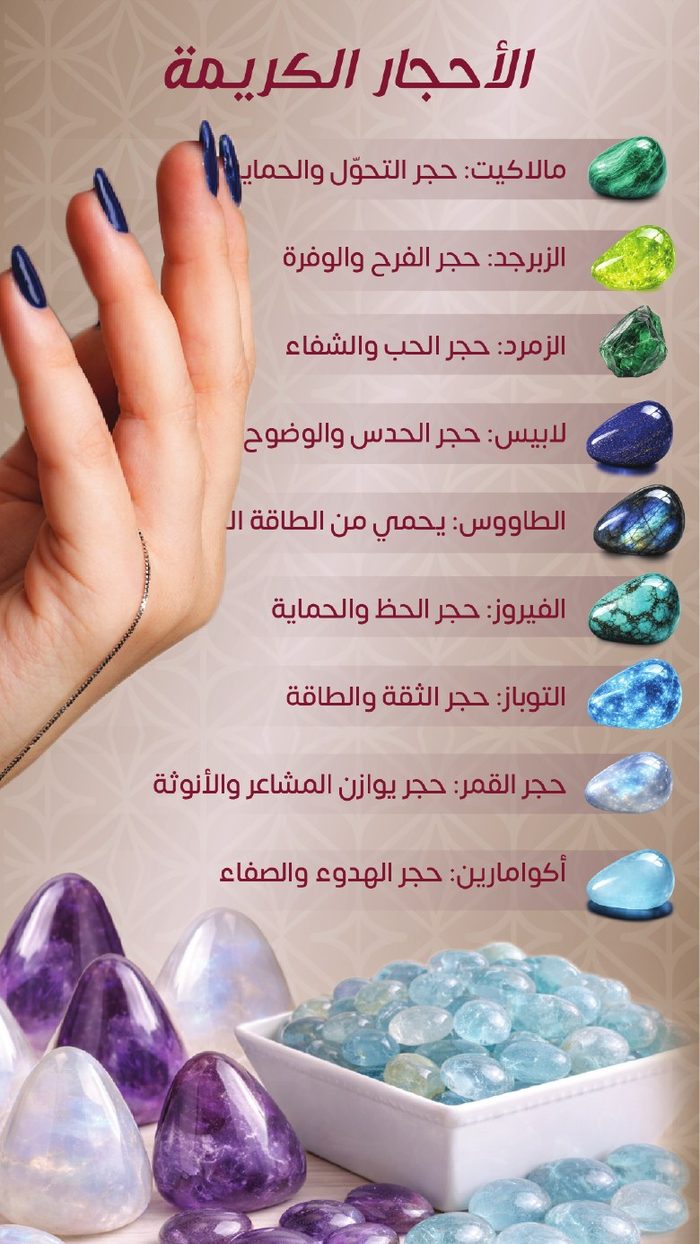 الأحجار الكريمة
مالاكيت: حجر التحوّل
الزبرجد: حجر الفرح والوفرة
الزمرد: حجر الحب والشفاء
لابيس: حجر الحدس والوضوح
الطاووس: يحمي من الطاقة
الفيروز: حجر الحظ والحماية
التوباز: حجر الثقة والطاقة
حجر القمر: حجر يوازن المشاعر والأنوثة
أكوامارين: حجر الهدوء والصفاء